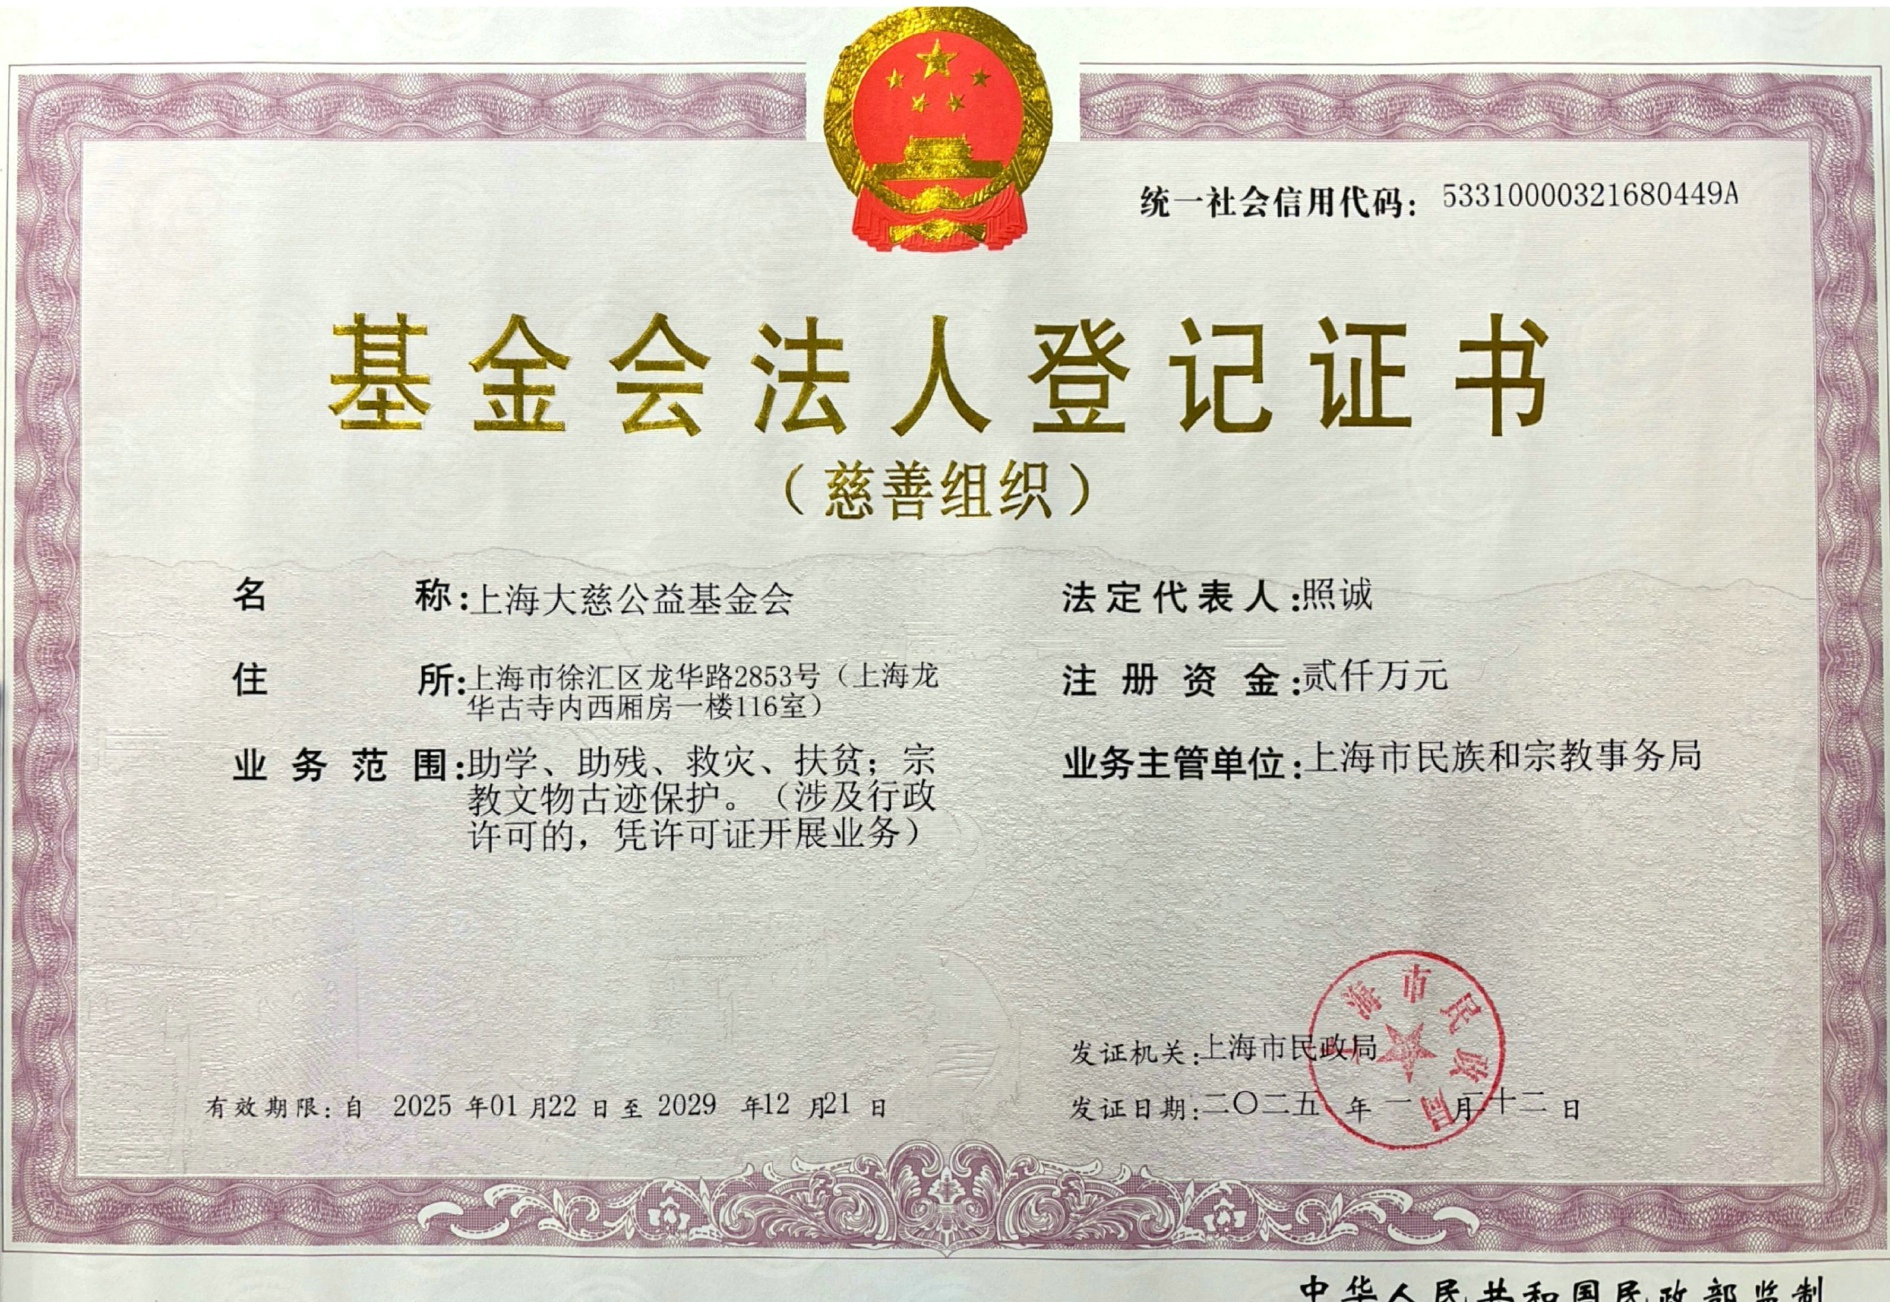 统一社会信用代码：53310000321680449A
基金会法人登记证书
（慈善组织）
名称：上海大慈公益基金会
法定代表人：照诚
住所：上海市徐汇区龙华路2853号（上海龙
华古寺内西厢房一楼116室）
注册资金：贰仟万元
业务范围：助学、助残、救灾、扶贫；宗
教文物古迹保护。（涉及行政
许可的，凭许可证开展业务）
业务主管单位：上海市民族和宗教事务局
发证机关：上海市民政局
有效期限：自 2025 年01 月22 日至 2029 年12 月21 日
发证日期：二〇二五 年 一 月 二十二 日
上海市民政局
中华人民共和国民政部监制